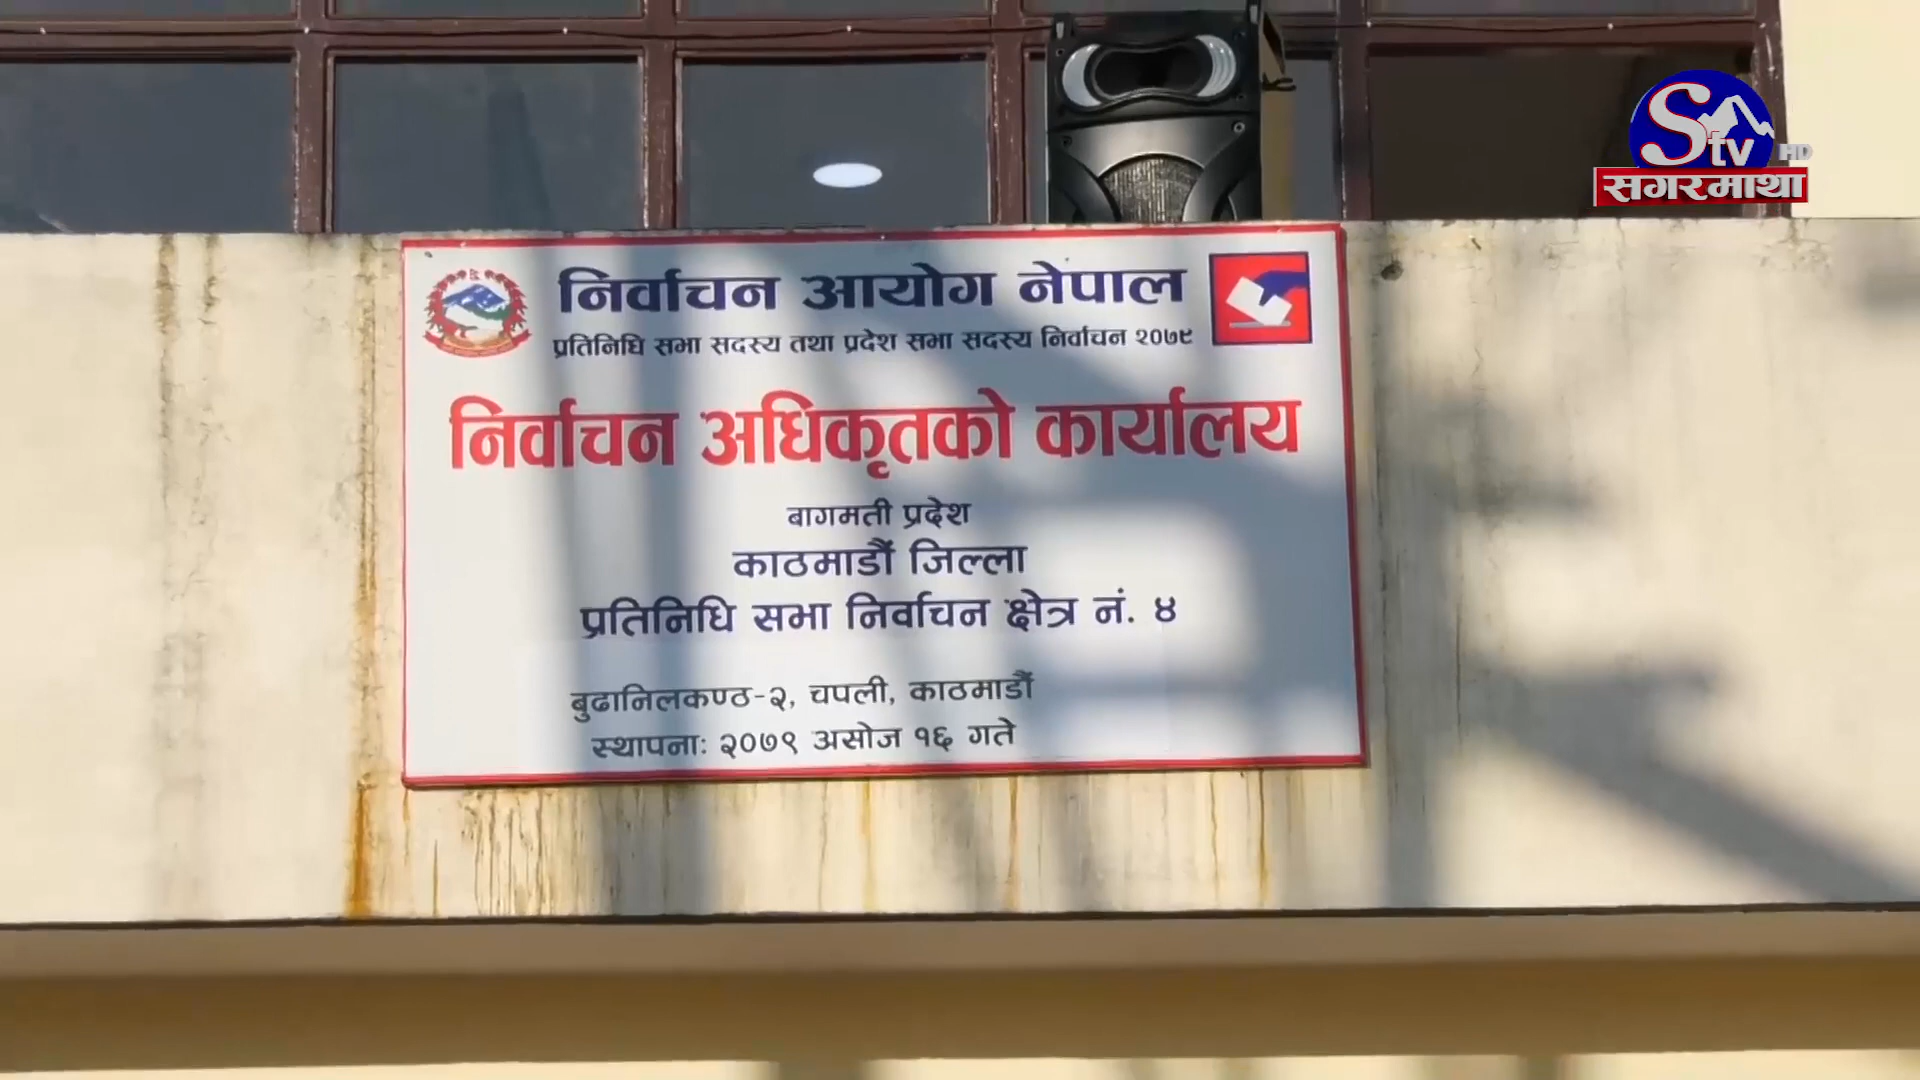 Stv HD
सगरमाथा
निर्वाचन आयोग नेपाल
प्रतिनिधि सभा सदस्य तथा प्रदेश सभा सदस्य निर्वाचन २०७९
निर्वाचन अधिकृतको कार्यालय
बागमती प्रदेश
काठमाडौं जिल्ला
प्रतिनिधि सभा निर्वाचन क्षेत्र नं. ४
बुढानिलकण्ठ-२, चपली, काठमाडौं
स्थापनाः २०७९ असोज १६ गते